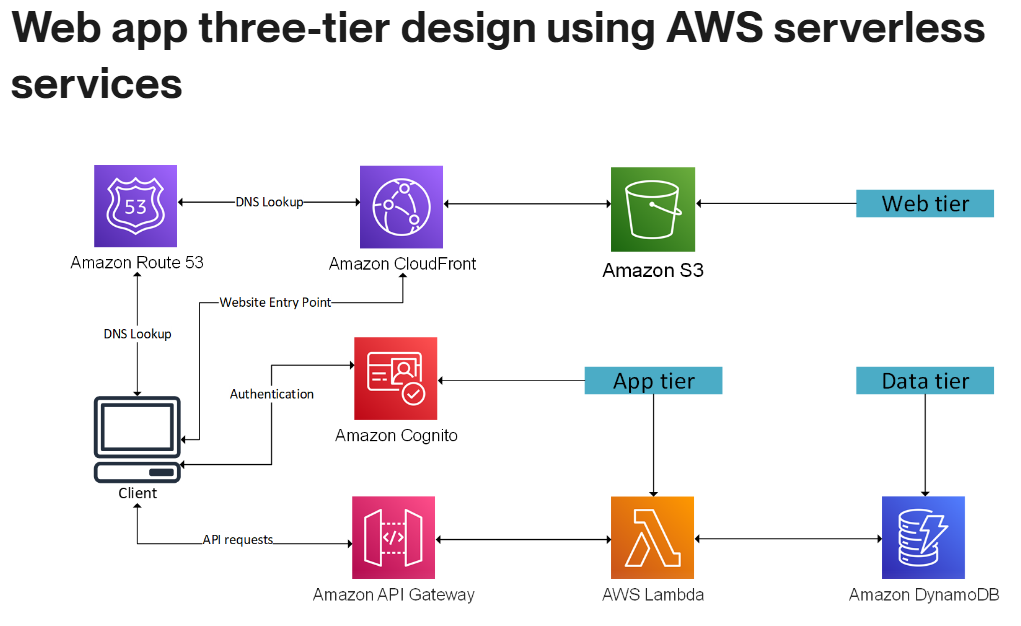 Web app three-tier design using AWS serverless
services
53
DNS Lookup
Web tier
Amazon Route 53
Amazon CloudFront
Amazon S3
Website Entry Point
DNS Lookup
App tier
Data tier
Authentication
Amazon Cognito
Client
API requests
</>
Amazon API Gateway
AWS Lambda
Amazon DynamoDB